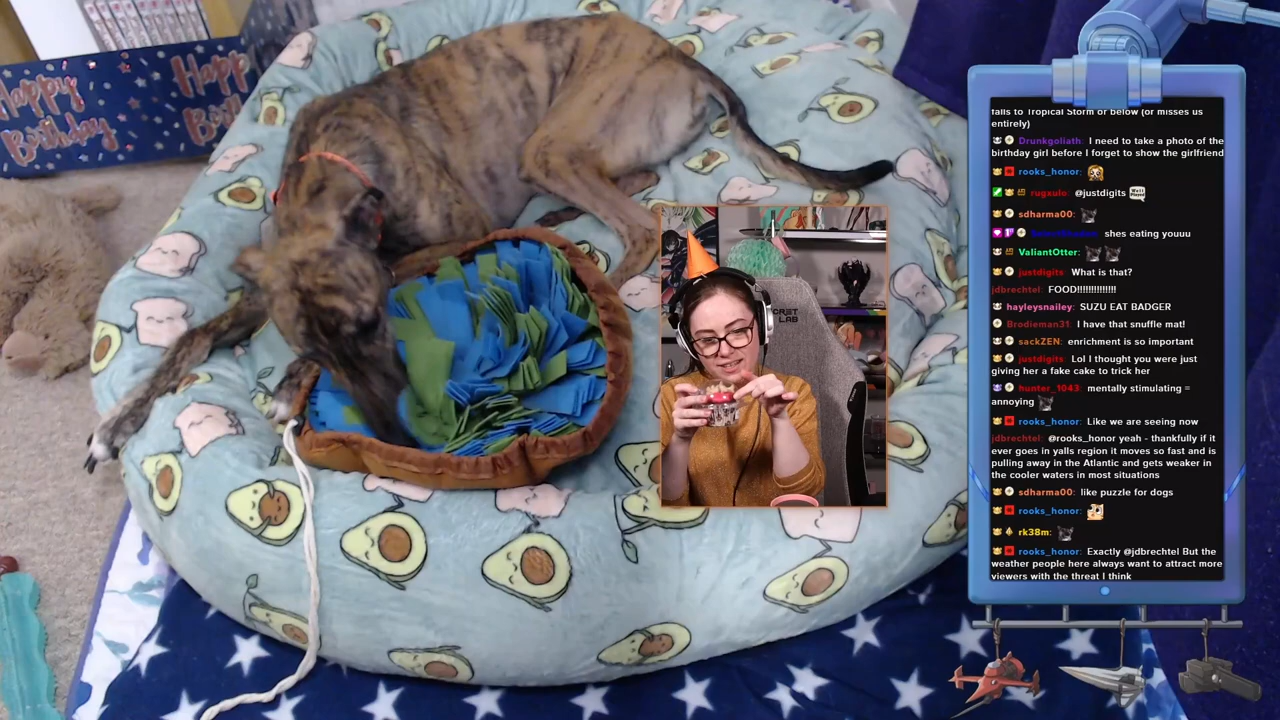 Happy
Birthday
Happ
Bi
CRET
LAB
falls to Tropical Storm or below (or misses us
entirely)
Drunkgoliath: I need to take a photo of the
birthday girl before I forget to show the girlfriend
rooks_honor:
rugxulo: @justdigits
sdharma00:
shes eating youuu
ValiantOtter:
justdigits: What is that?
jdbrechtel: FOOD!!!!!!!!!!!!!!
hayleysnailey: SUZU EAT BADGER
Brodieman31: I have that snuffle mat!
sackZEN: enrichment is so important
justdigits: Lol I thought you were just
giving her a fake cake to trick her
hunter_1043: mentally stimulating =
annoying
rooks_honor: Like we are seeing now
jdbrechtel: @rooks_honor yeah - thankfully if it
ever goes in yalls region it moves so fast and is
pulling away in the Atlantic and gets weaker in
the cooler waters in most situations
sdharma00: like puzzle for dogs
rooks_honor:
rk38m:
rooks_honor: Exactly @jdbrechtel But the
weather people here always want to attract more
viewers with the threat I think